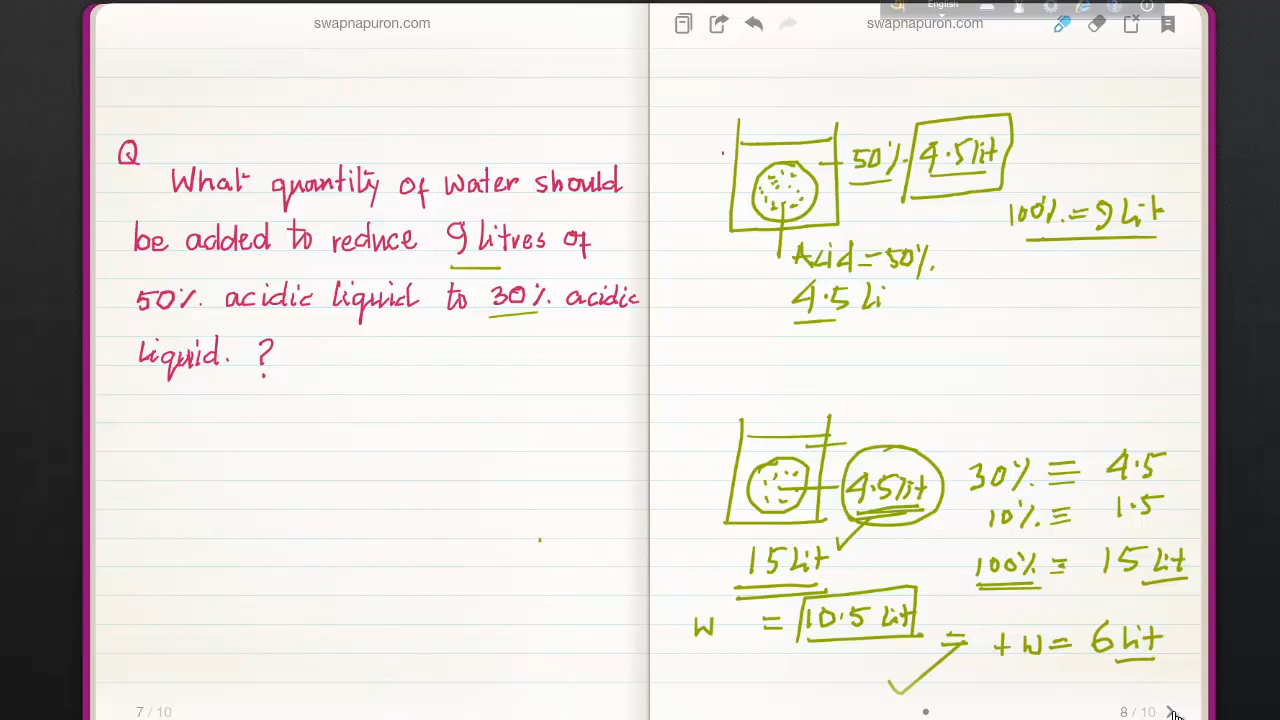 swapnapuron.com
Q
What quantity of water should
be added to reduce 9 litres of
50% acidic liquid to 30% acidic
liquid. ?
7 / 10
English
swapnapuron.com
50% 4.5 lit
100% = 9 Lit
Acid = 50%
4.5 Li
4.5 lit
30% ≡ 4.5
10% ≡ 1.5
15 Lit
100% = 15 Lit
W = 10.5 Lit
= + W = 6 Lit
8 / 10